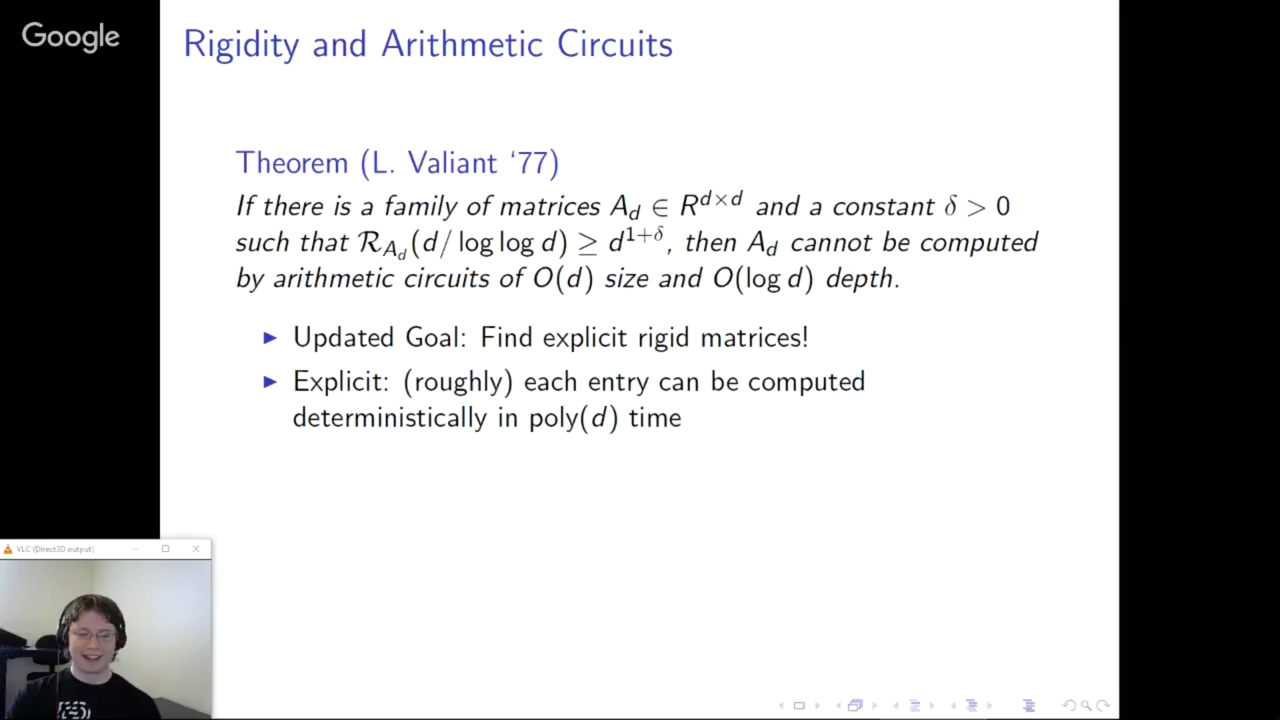 Google
Rigidity and Arithmetic Circuits
Theorem (L. Valiant ‘77)
If there is a family of matrices A_d ∈ R^{d×d} and a constant δ > 0
such that ℛ_{A_d}(d/ log log d) ≥ d^{1+δ}, then A_d cannot be computed
by arithmetic circuits of O(d) size and O(log d) depth.
▶ Updated Goal: Find explicit rigid matrices!
▶ Explicit: (roughly) each entry can be computed
deterministically in poly(d) time
VLC (Direct3D output)